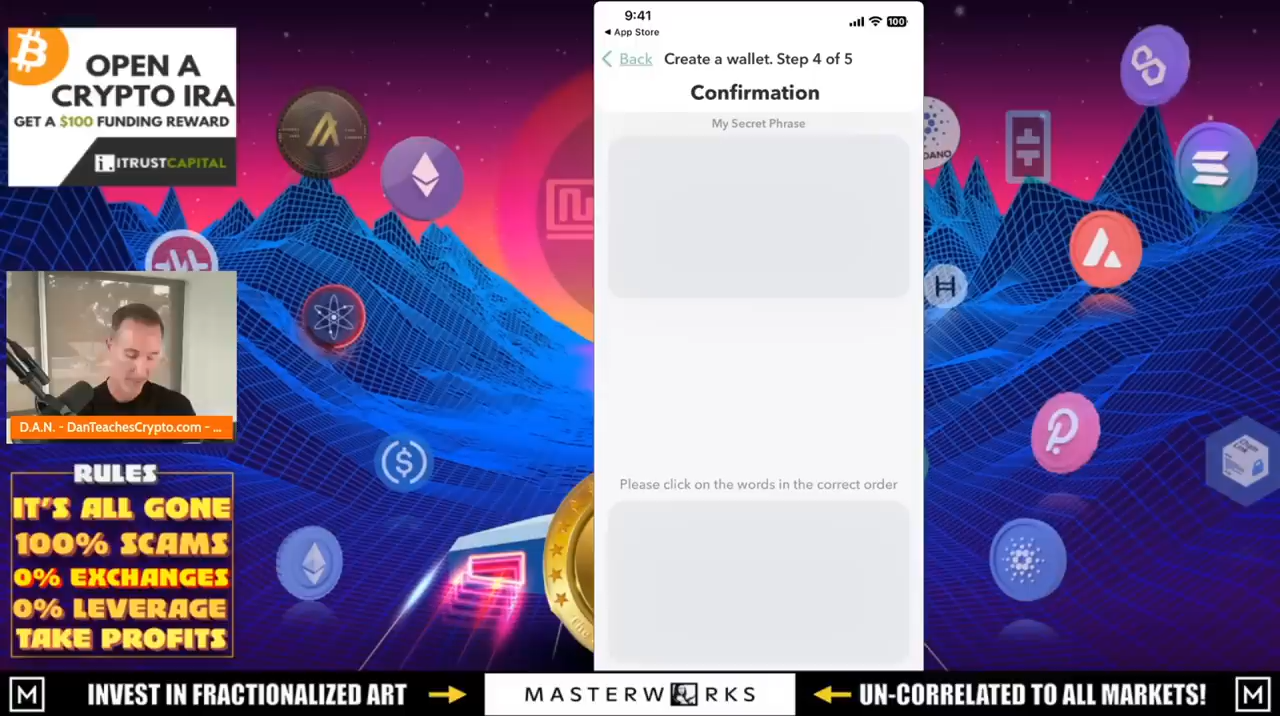 OPEN A
CRYPTO IRA
GET A $100 FUNDING REWARD
i. ITRUSTCAPITAL
D.A.N. - DanTeachesCrypto.com - ...
RULES
IT'S ALL GONE
100% SCAMS
0% EXCHANGES
0% LEVERAGE
TAKE PROFITS
9:41
100
App Store
Back
Create a wallet. Step 4 of 5
Confirmation
My Secret Phrase
Please click on the words in the correct order
DANO
M
INVEST IN FRACTIONALIZED ART
MASTERWORKS
UN-CORRELATED TO ALL MARKETS!
M